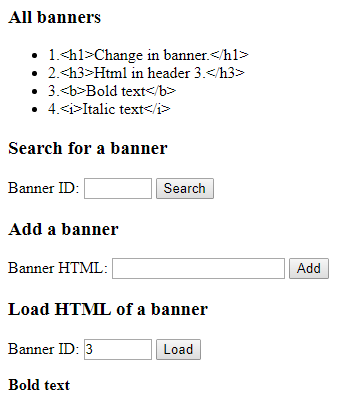 All banners
1.<h1>Change in banner.</h1>
2.<h3>Html in header 3.</h3>
3.<b>Bold text</b>
4.<i>Italic text</i>
Search for a banner
Banner ID: Search
Add a banner
Banner HTML: Add
Load HTML of a banner
Banner ID: 3 Load
Bold text